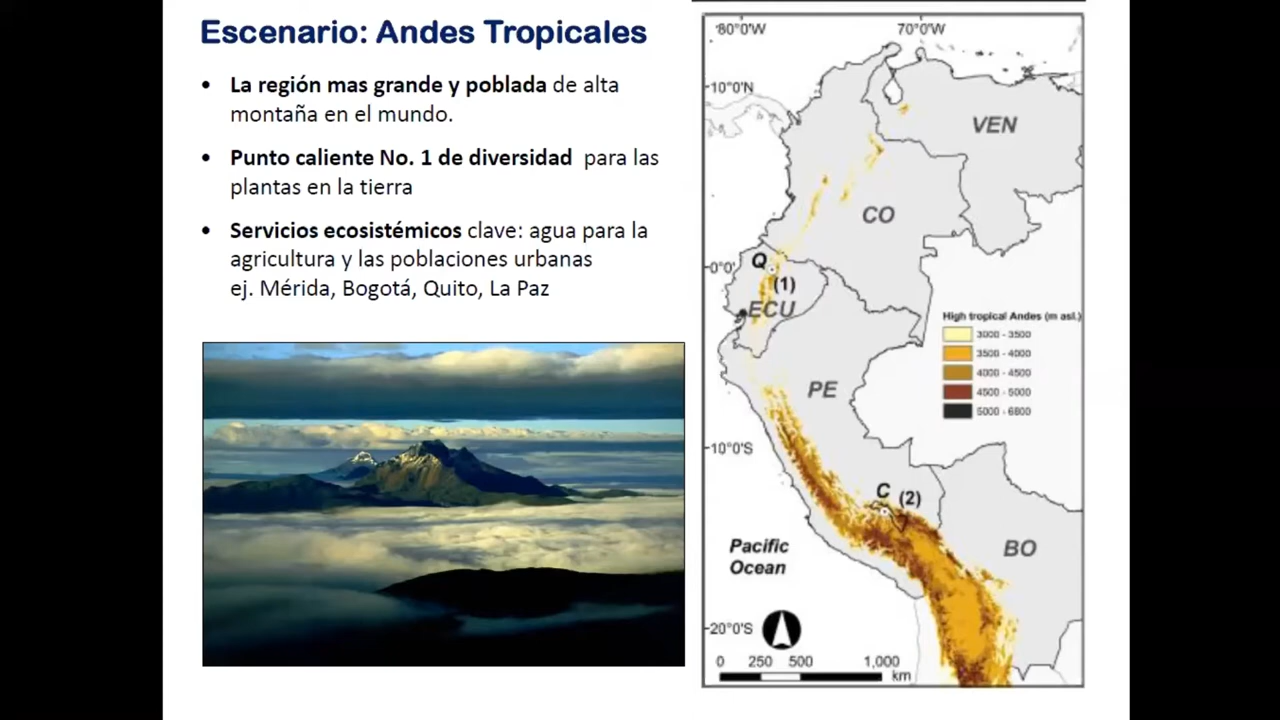 Escenario: Andes Tropicales
• La región mas grande y poblada de alta
montaña en el mundo.
• Punto caliente No. 1 de diversidad para las
plantas en la tierra
• Servicios ecosistémicos clave: agua para la
agricultura y las poblaciones urbanas
ej. Mérida, Bogotá, Quito, La Paz
80°0'W 70°0'W
10°0'N
VEN
CO
Q
0°0'
(1)
ECU
High tropical Andes (m asl.)
3000 - 3500
3500 - 4000
4000 - 4500
4500 - 5000
5000 - 6800
PE
10°0'S
C (2)
Pacific
Ocean
BO
20°0'S
0 250 500 1,000
km